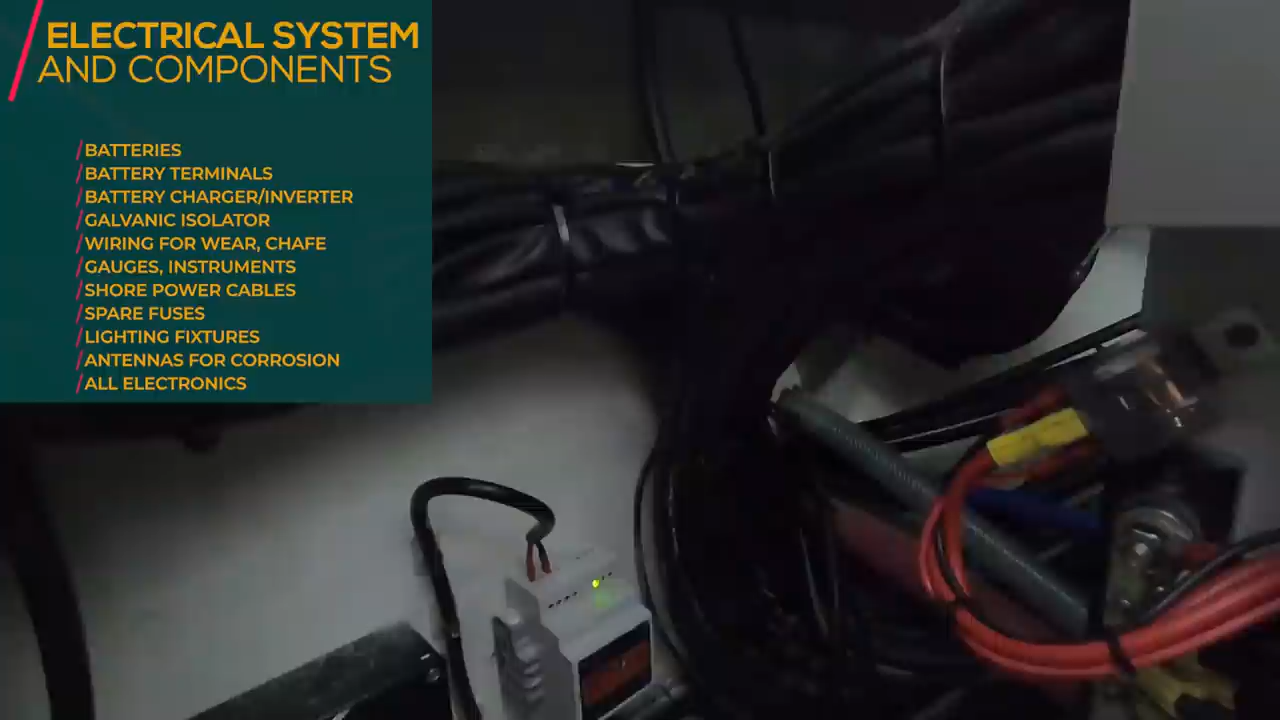 ELECTRICAL SYSTEM
AND COMPONENTS
/BATTERIES
/BATTERY TERMINALS
/BATTERY CHARGER/INVERTER
/GALVANIC ISOLATOR
/WIRING FOR WEAR, CHAFE
/GAUGES, INSTRUMENTS
/SHORE POWER CABLES
/SPARE FUSES
/LIGHTING FIXTURES
/ANTENNAS FOR CORROSION
/ALL ELECTRONICS